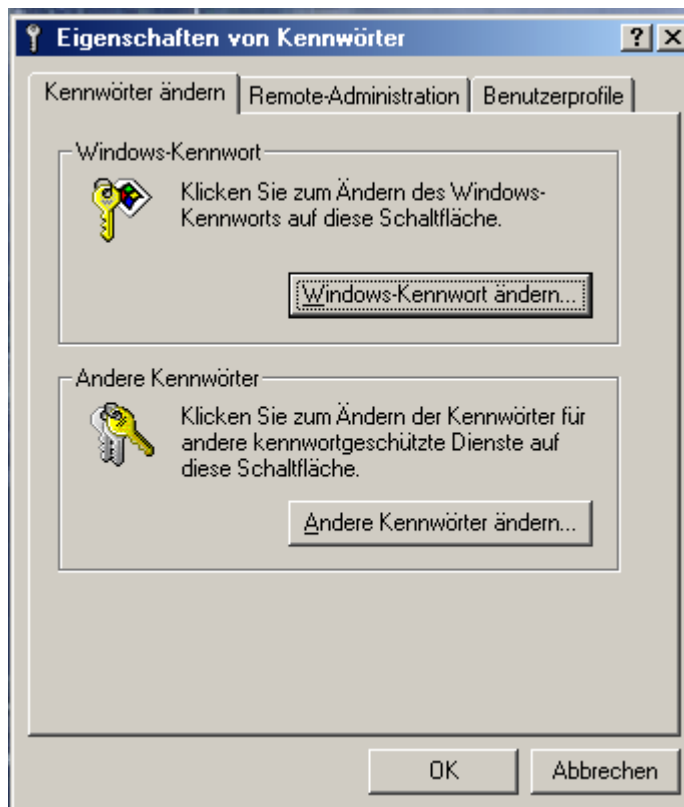 Eigenschaften von Kennwörter
Kennwörter ändern
Remote-Administration
Benutzerprofile
Windows-Kennwort
Klicken Sie zum Ändern des Windows-
Kennworts auf diese Schaltfläche.
Windows-Kennwort ändern...
Andere Kennwörter
Klicken Sie zum Ändern der Kennwörter für
andere kennwortgeschützte Dienste auf
diese Schaltfläche.
Andere Kennwörter ändern...
OK
Abbrechen